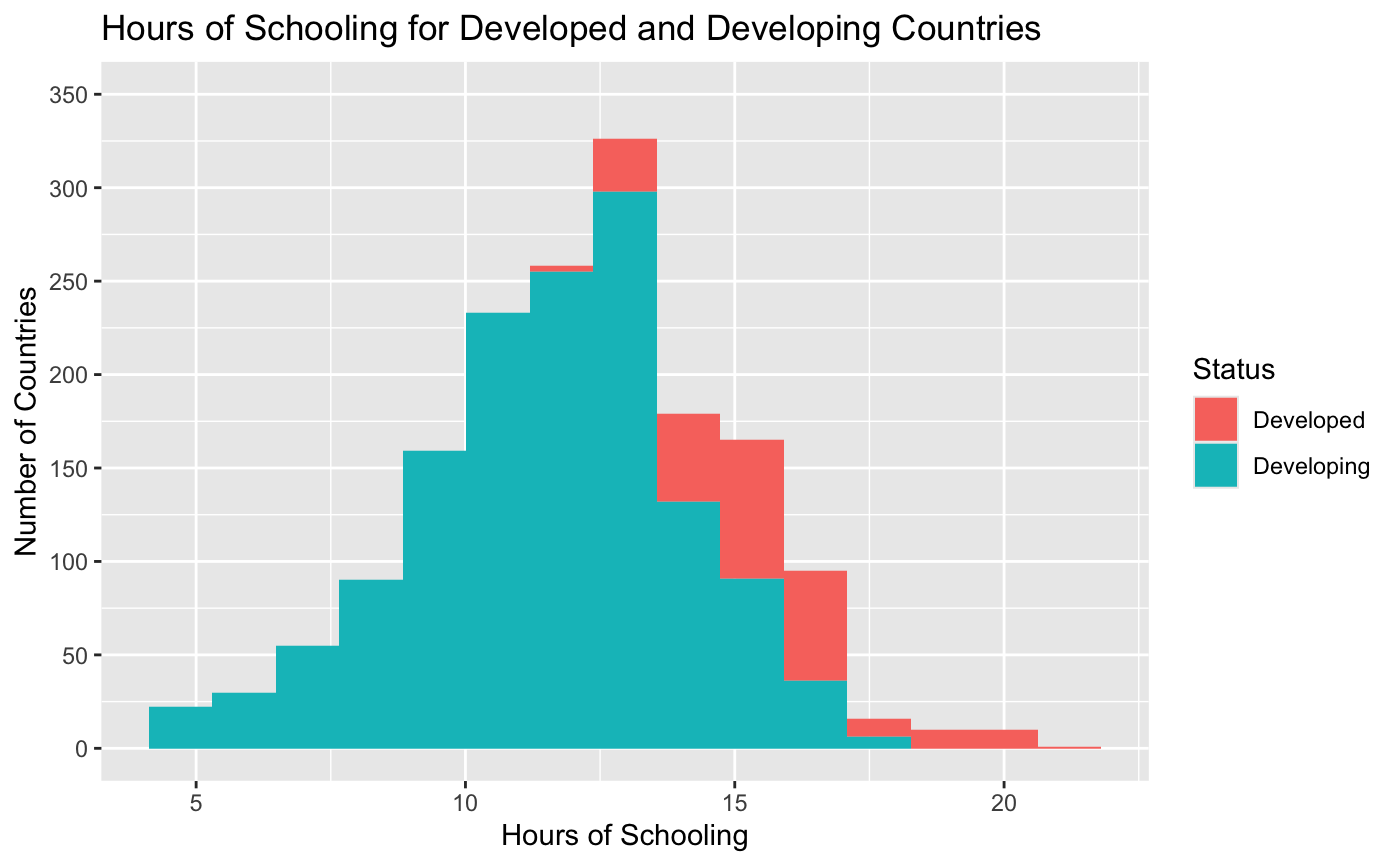 Hours of Schooling for Developed and Developing Countries
350
300
250
200
150
100
50
0
Number of Countries
5 10 15 20
Hours of Schooling
Status
Developed
Developing